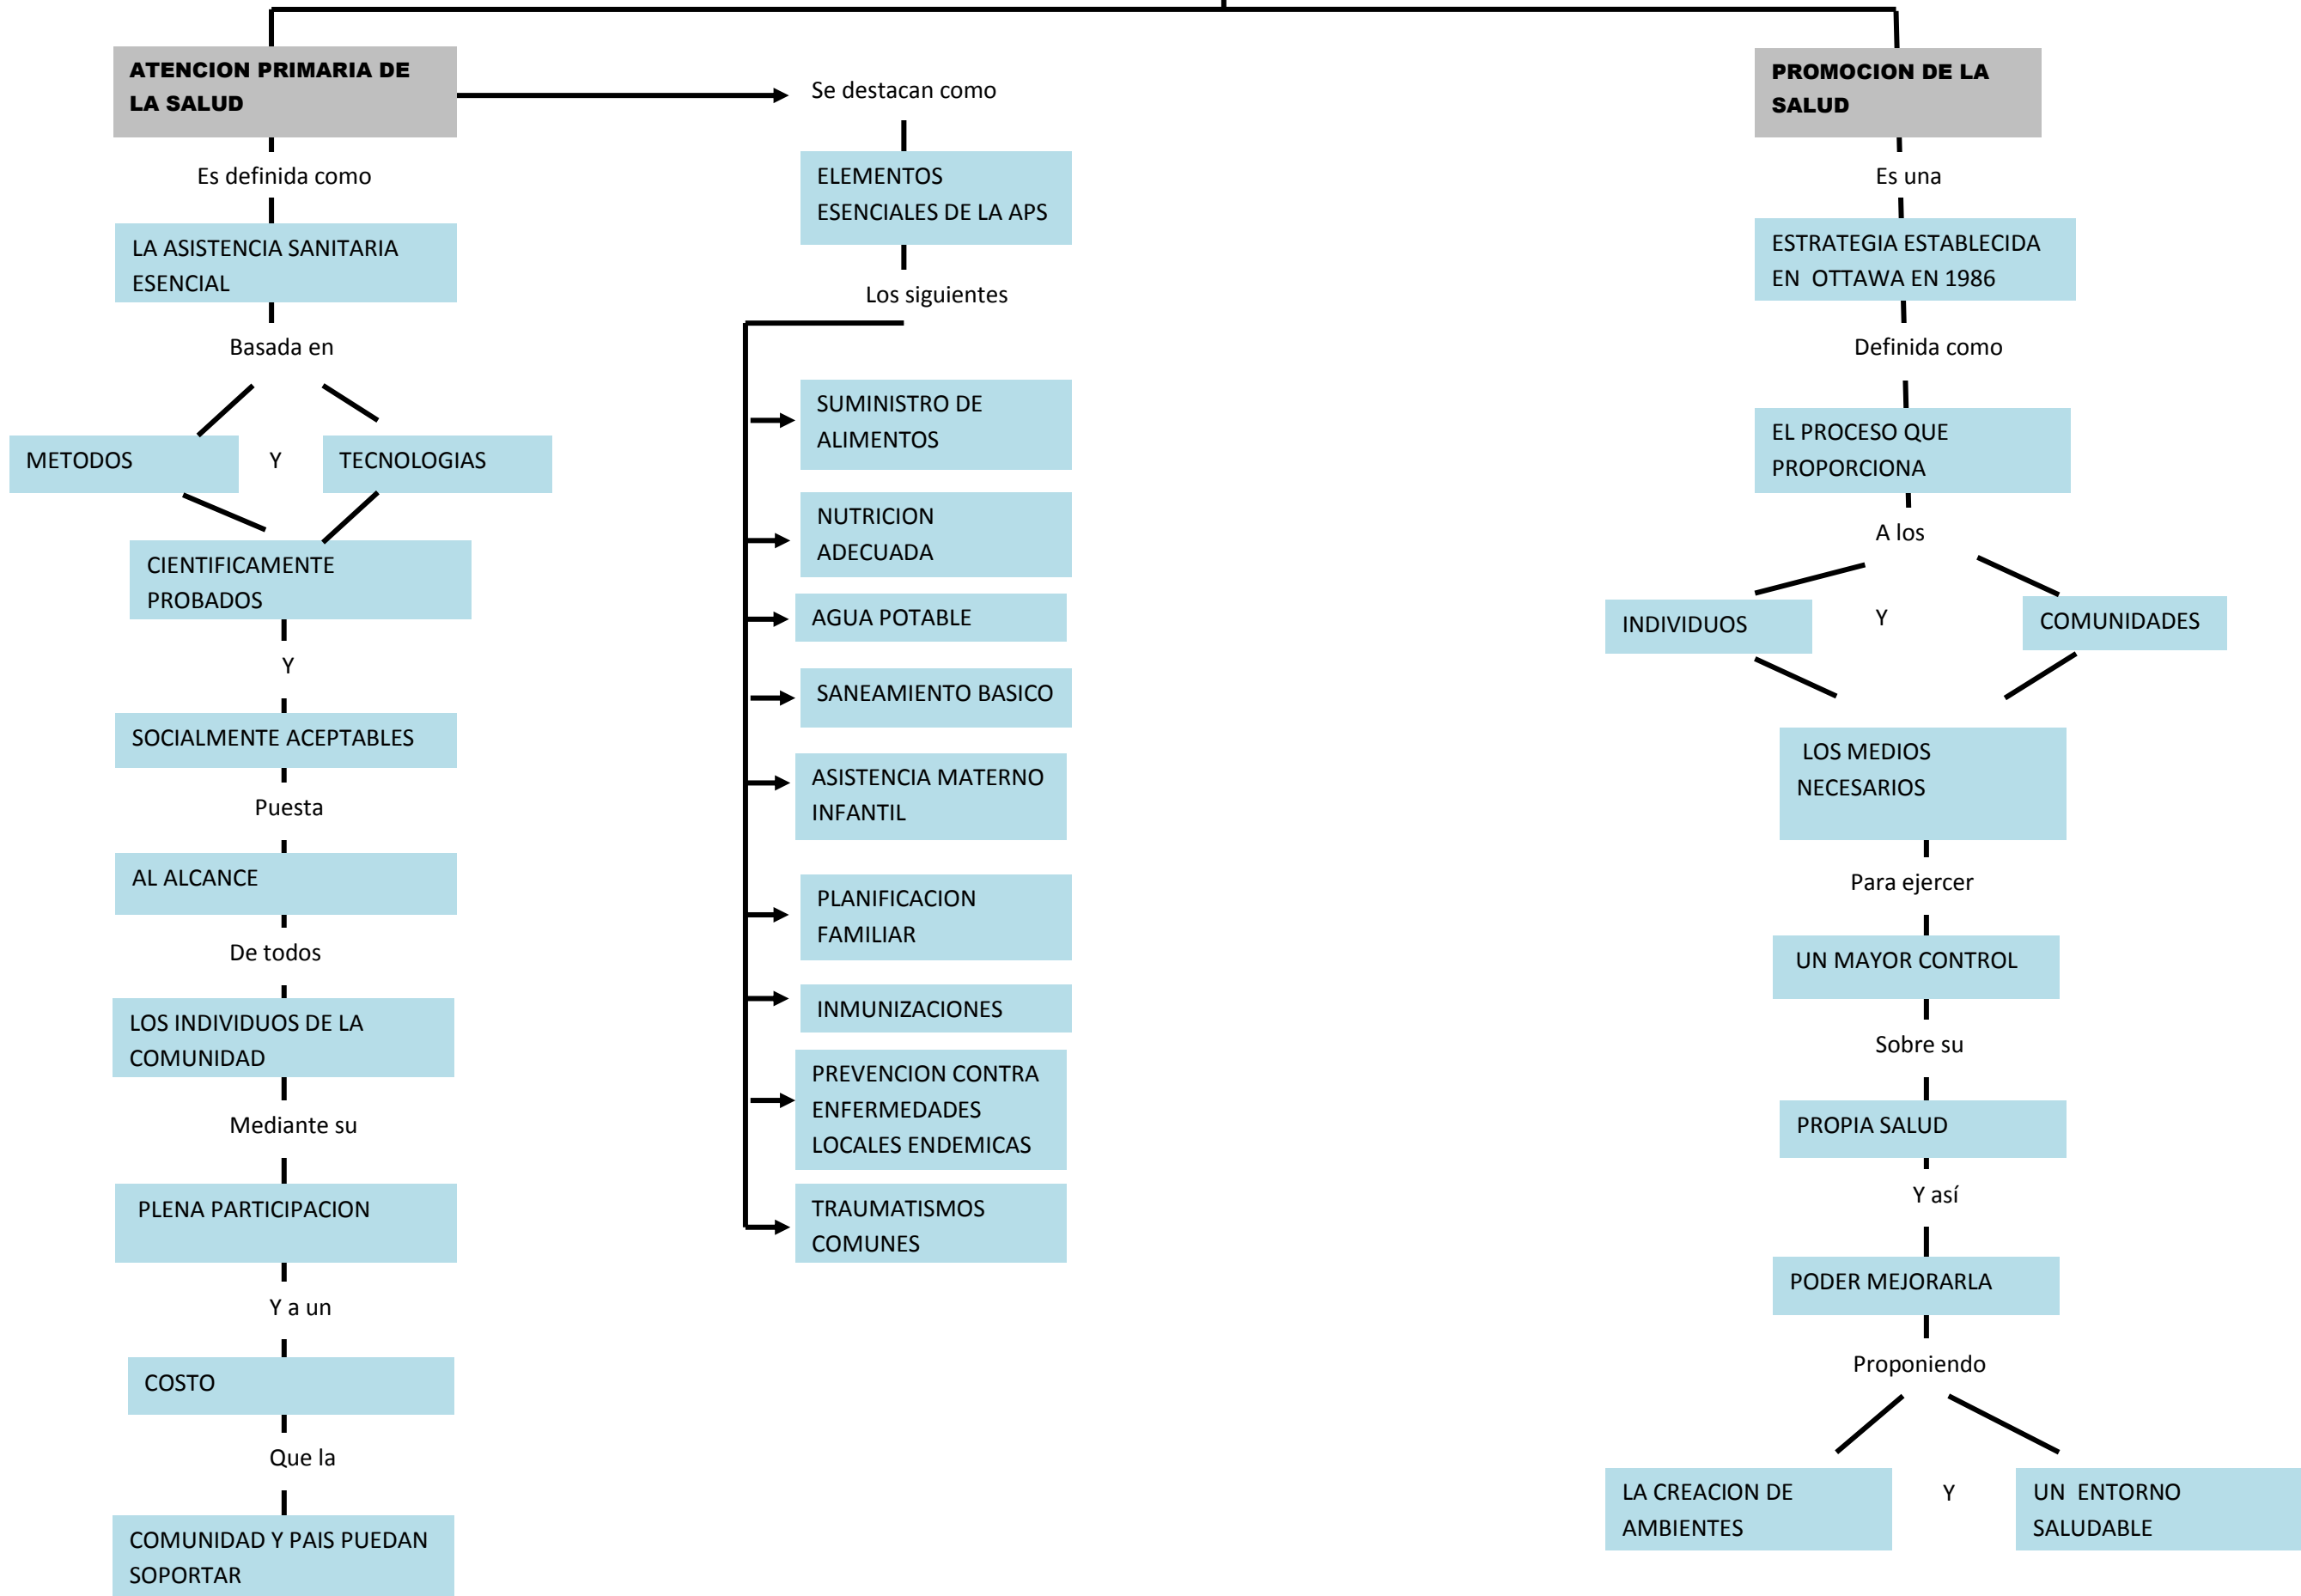 ATENCION PRIMARIA DE
LA SALUD
Es definida como
LA ASISTENCIA SANITARIA
ESENCIAL
Basada en
METODOS
Y
TECNOLOGIAS
CIENTIFICAMENTE
PROBADOS
Y
SOCIALMENTE ACEPTABLES
Puesta
AL ALCANCE
De todos
LOS INDIVIDUOS DE LA
COMUNIDAD
Mediante su
PLENA PARTICIPACION
Y a un
COSTO
Que la
COMUNIDAD Y PAIS PUEDAN
SOPORTAR
Se destacan como
ELEMENTOS
ESENCIALES DE LA APS
Los siguientes
SUMINISTRO DE
ALIMENTOS
NUTRICION
ADECUADA
AGUA POTABLE
SANEAMIENTO BASICO
ASISTENCIA MATERNO
INFANTIL
PLANIFICACION
FAMILIAR
INMUNIZACIONES
PREVENCION CONTRA
ENFERMEDADES
LOCALES ENDEMICAS
TRAUMATISMOS
COMUNES
PROMOCION DE LA
SALUD
Es una
ESTRATEGIA ESTABLECIDA
EN OTTAWA EN 1986
Definida como
EL PROCESO QUE
PROPORCIONA
A los
INDIVIDUOS
Y
COMUNIDADES
LOS MEDIOS
NECESARIOS
Para ejercer
UN MAYOR CONTROL
Sobre su
PROPIA SALUD
Y así
PODER MEJORARLA
Proponiendo
LA CREACION DE
AMBIENTES
Y
UN ENTORNO
SALUDABLE